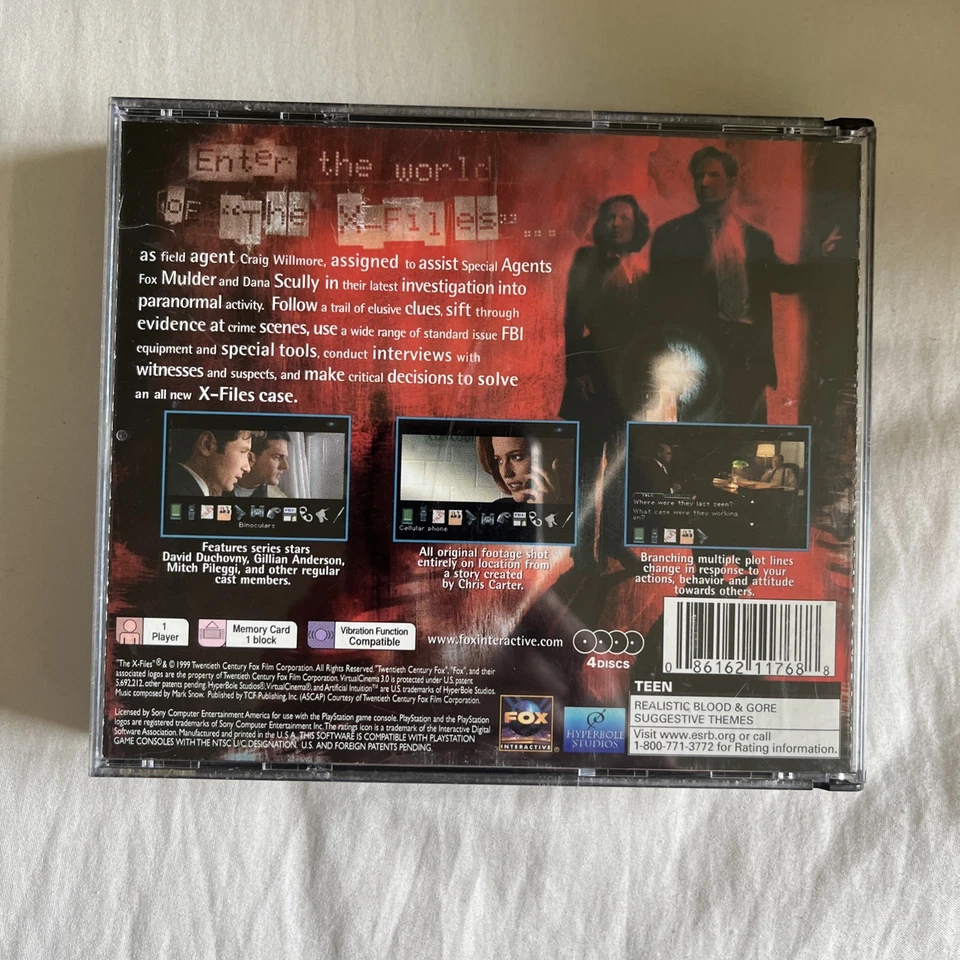 Enter the world
of "The X-Files"...
as field agent Craig Willmore, assigned to assist Special Agents
Fox Mulder and Dana Scully in their latest investigation into
paranormal activity. Follow a trail of elusive clues, sift through
evidence at crime scenes, use a wide range of standard issue FBI
equipment and special tools, conduct interviews with
witnesses and suspects, and make critical decisions to solve
an all new X-Files case.
Binoculars
Cellular phone
TALK
Where were they last seen?
What case were they working
on?
Features series stars
David Duchovny, Gillian Anderson,
Mitch Pileggi, and other regular
cast members.
All original footage shot
entirely on location from
a story created
by Chris Carter.
Branching multiple plot lines
change in response to your
actions, behavior and attitude
towards others.
1
Player
Memory Card
1 block
Vibration Function
Compatible
www.foxinteractive.com
4 DISCS
0 86162 11768 8
"The X-Files"® & © 1999 Twentieth Century Fox Film Corporation. All Rights Reserved. "Twentieth Century Fox", "Fox", and their
associated logos are the property of Twentieth Century Fox Film Corporation. VirtualCinema 3.0 is protected under U.S. patent
5,692,212, other patents pending. HyperBole Studios®, VirtualCinema®, and Artificial Intuition™ are U.S. trademarks of HyperBole Studios.
Music composed by Mark Snow. Published by TCF-Publishing, Inc. (ASCAP) Courtesy of Twentieth Century Fox Film Corporation.
Licensed by Sony Computer Entertainment America for use with the PlayStation game console. PlayStation and the PlayStation
logos are registered trademarks of Sony Computer Entertainment Inc. The ratings icon is a trademark of the Interactive Digital
Software Association. Manufactured and printed in the U.S.A. THIS SOFTWARE IS COMPATIBLE WITH PLAYSTATION
GAME CONSOLES WITH THE NTSC U/C DESIGNATION. U.S. AND FOREIGN PATENTS PENDING.
FOX
INTERACTIVE
HYPERBOLE
STUDIOS
TEEN
REALISTIC BLOOD & GORE
SUGGESTIVE THEMES
Visit www.esrb.org or call
1-800-771-3772 for Rating information.